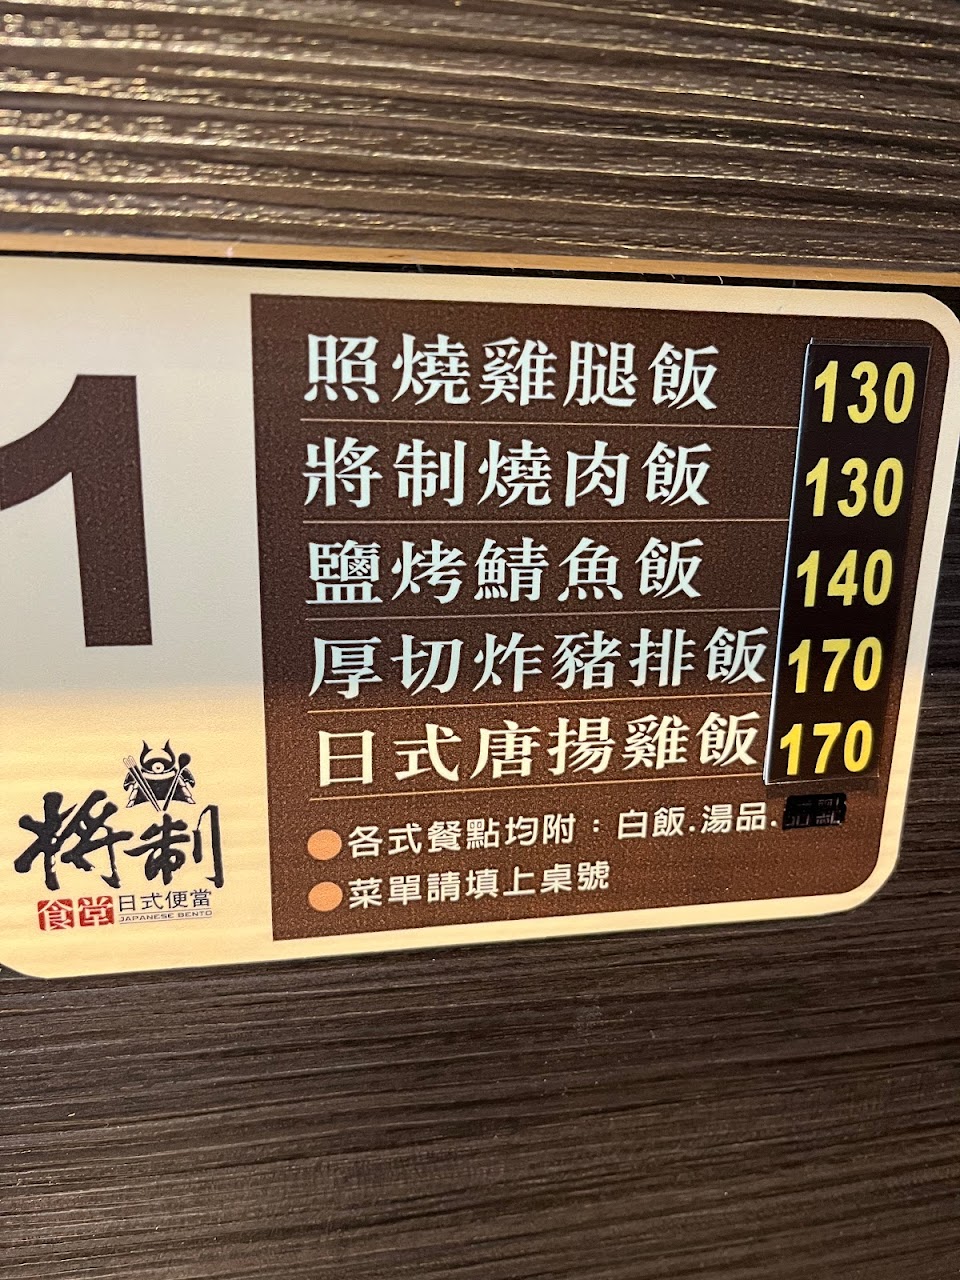 1
照燒雞腿飯 130
將制燒肉飯 130
鹽烤鯖魚飯 140
厚切炸豬排飯 170
日式唐揚雞飯 170
各式餐點均附：白飯.湯品.
菜單請填上桌號
將制
食堂 日式便當
JAPANESE BENTO